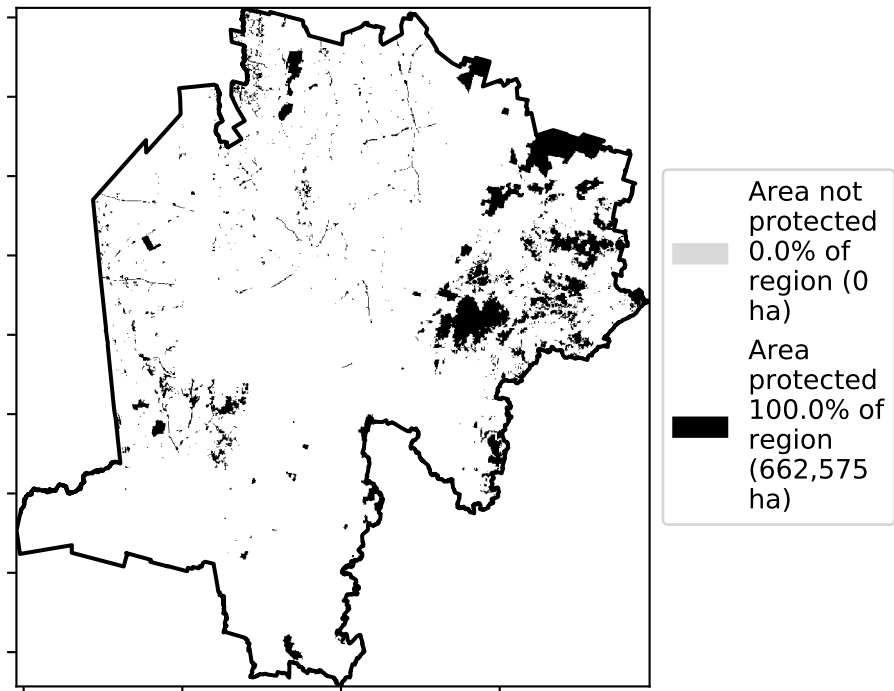 Area not
protected
0.0% of
region (0
ha)
Area
protected
100.0% of
region
(662,575
ha)